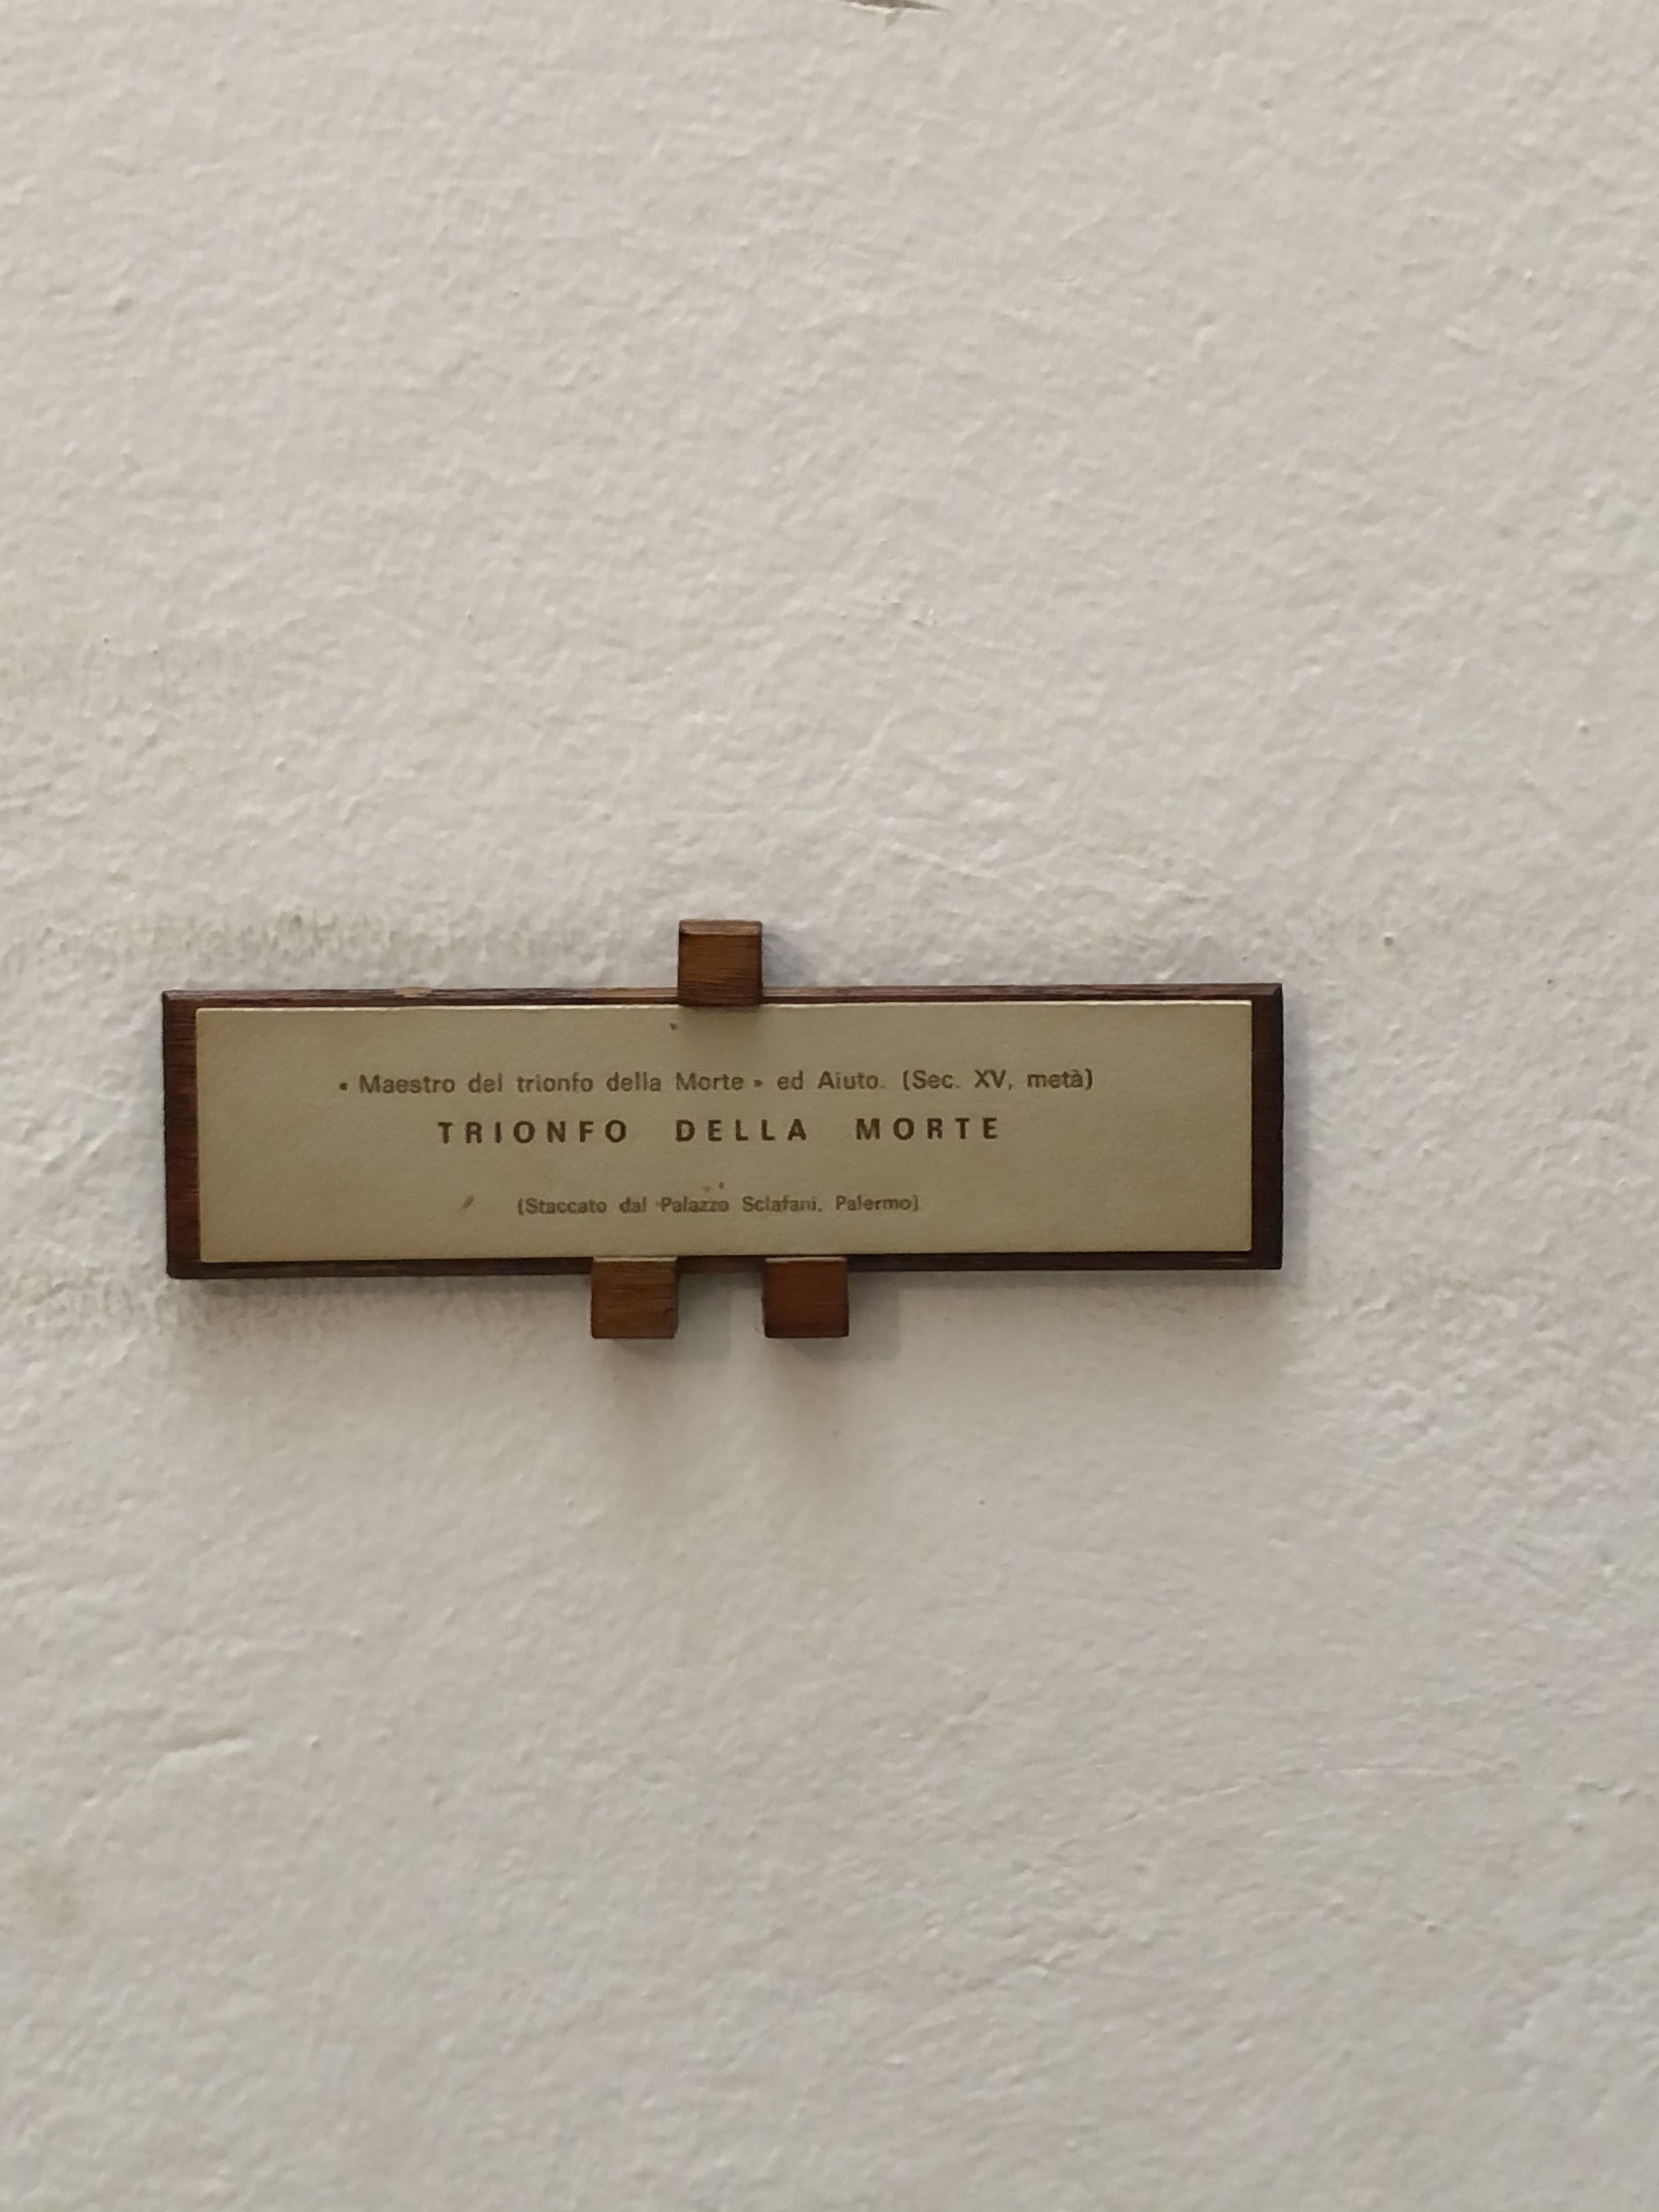 « Maestro del trionfo della Morte » ed Aiuto. (Sec. XV, metà)
TRIONFO DELLA MORTE
(Staccato dal Palazzo Sclafani, Palermo)